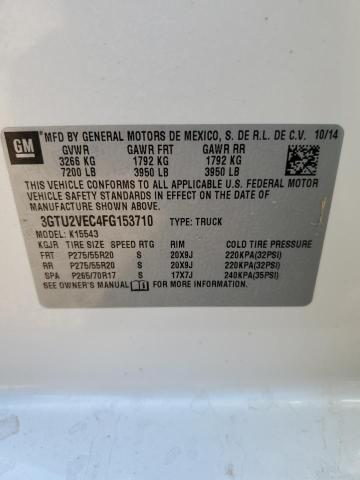 GM
MFD BY GENERAL MOTORS DE MEXICO, S. DE R.L. DE C.V. 10/14
GVWR GAWR FRT GAWR RR
3266 KG 1792 KG 1792 KG
7200 LB 3950 LB 3950 LB
THIS VEHICLE CONFORMS TO ALL APPLICABLE U.S. FEDERAL MOTOR
VEHICLE SAFETY STANDARDS IN EFFECT ON THE DATE OF
MANUFACTURE SHOWN ABOVE.
3GTU2VEC4FG153710 TYPE: TRUCK
MODEL: K15543
KGJR TIRE SIZE SPEED RTG RIM COLD TIRE PRESSURE
FRT P275/55R20 S 20X9J 220KPA(32PSI)
RR P275/55R20 S 20X9J 220KPA(32PSI)
SPA P265/70R17 S 17X7J 240KPA(35PSI)
SEE OWNER'S MANUAL FOR MORE INFORMATION